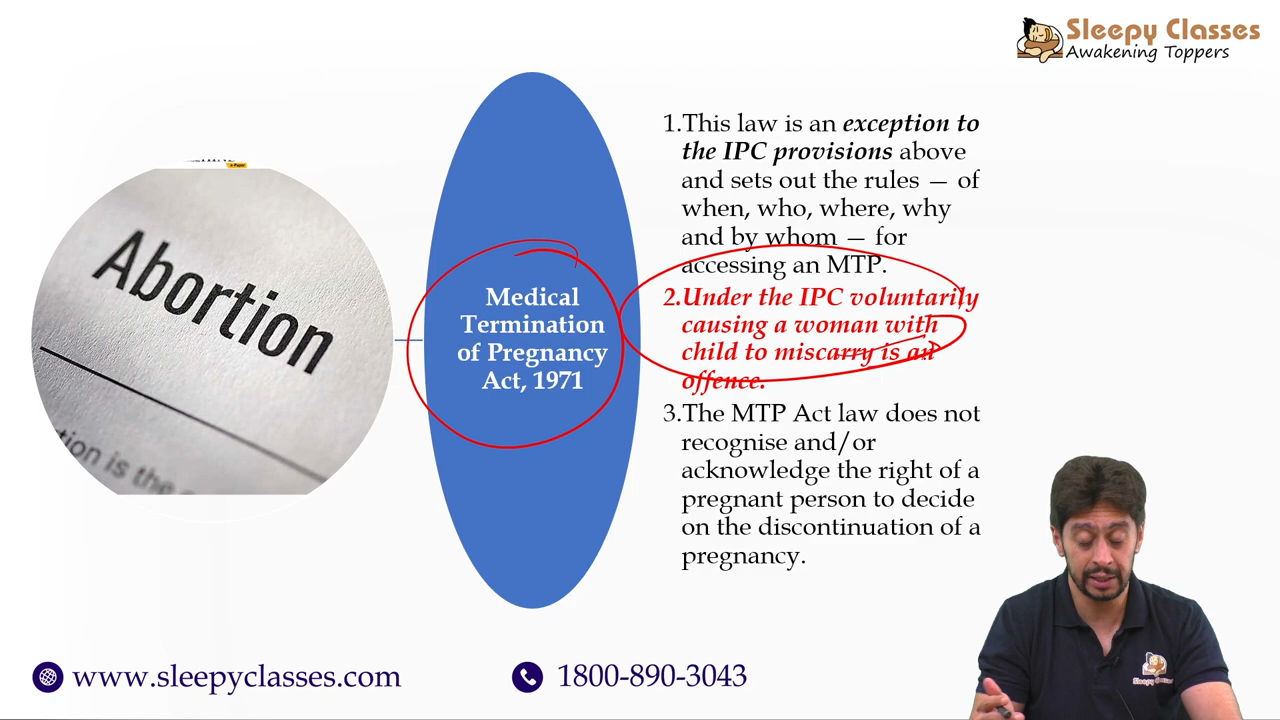 Sleepy Classes
Awakening Toppers
Abortion
tion is the
Medical
Termination
of Pregnancy
Act, 1971
1.This law is an exception to
the IPC provisions above
and sets out the rules — of
when, who, where, why
and by whom — for
accessing an MTP.
2.Under the IPC voluntarily
causing a woman with
child to miscarry is an
offence.
3.The MTP Act law does not
recognise and/or
acknowledge the right of a
pregnant person to decide
on the discontinuation of a
pregnancy.
Sleepy Classes
www.sleepyclasses.com
1800-890-3043